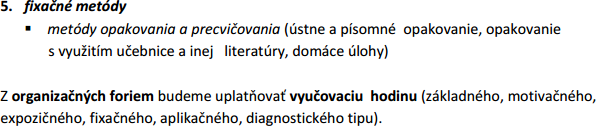 5. fixačné metódy
▪ metódy opakovania a precvičovania (ústne a písomné opakovanie, opakovanie
s využitím učebnice a inej literatúry, domáce úlohy)
Z organizačných foriem budeme uplatňovať vyučovaciu hodinu (základného, motivačného,
expozičného, fixačného, aplikačného, diagnostického tipu).